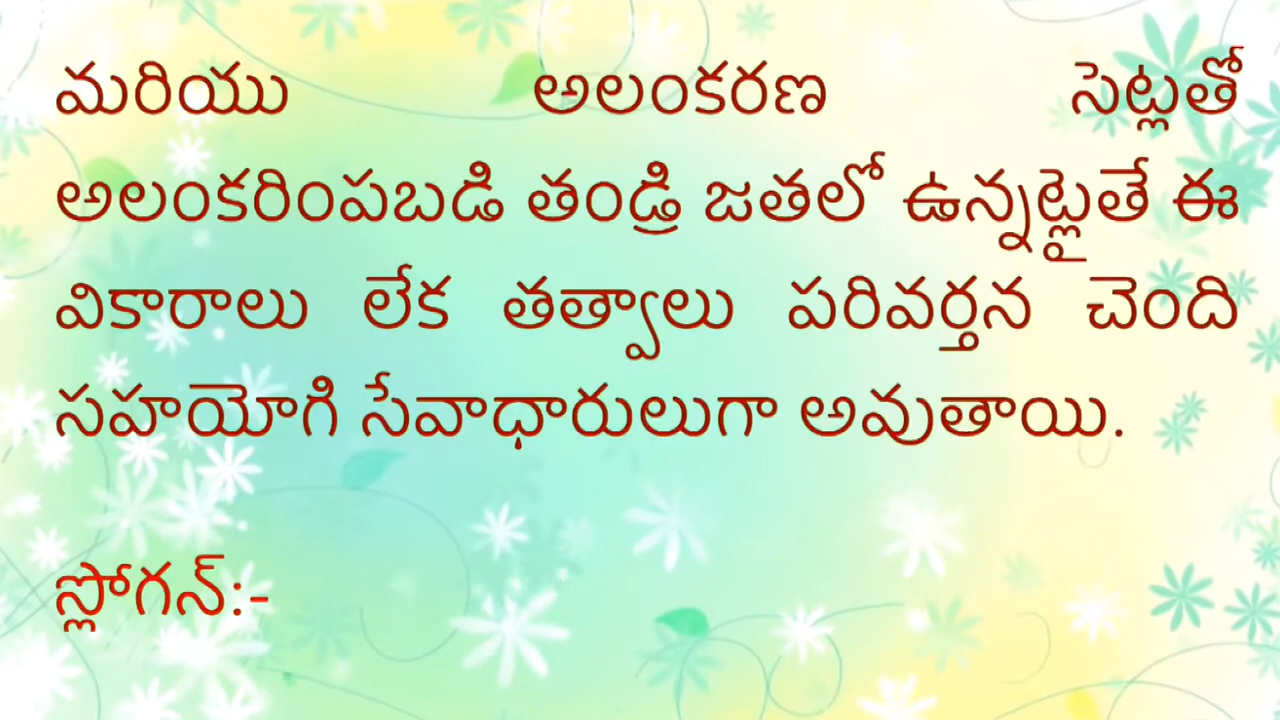 మరియు అలంకరణ సెట్లతో
అలంకరింపబడి తండ్రి జతలో ఉన్నట్లైతే ఈ
వికారాలు లేక తత్వాలు పరివర్తన చెంది
సహయోగి సేవాధారులుగా అవుతాయి.
స్లోగన్:-